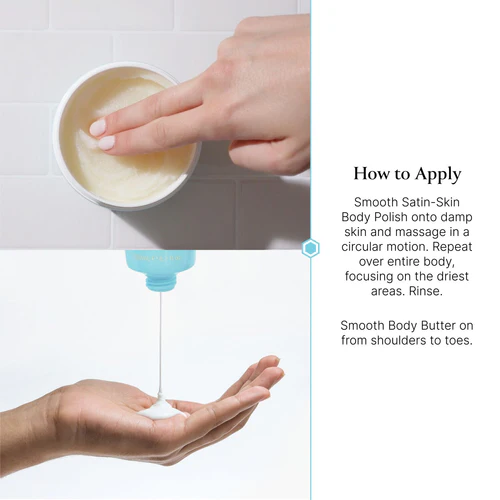 How to Apply
Smooth Satin-Skin
Body Polish onto damp
skin and massage in a
circular motion. Repeat
over entire body,
focusing on the driest
areas. Rinse.
Smooth Body Butter on
from shoulders to toes.